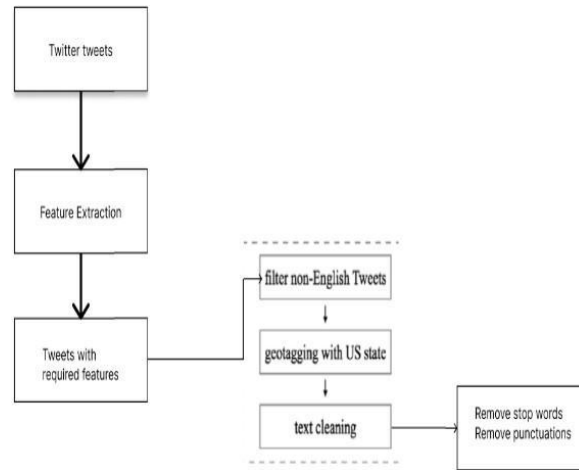 Twitter tweets
Feature Extraction
Tweets with
required features
filter non-English Tweets
geotagging with US state
text cleaning
Remove stop words
Remove punctuations